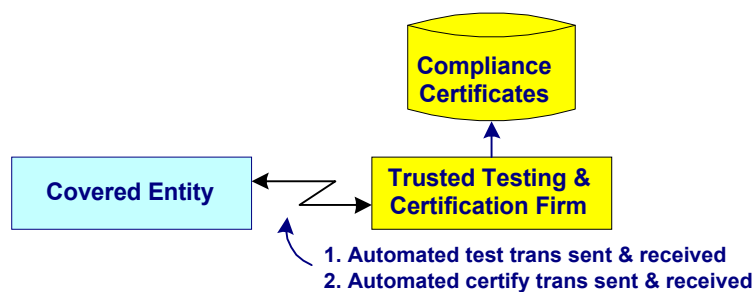 Compliance
Certificates
Covered Entity
Trusted Testing &
Certification Firm
1. Automated test trans sent & received
2. Automated certify trans sent & received